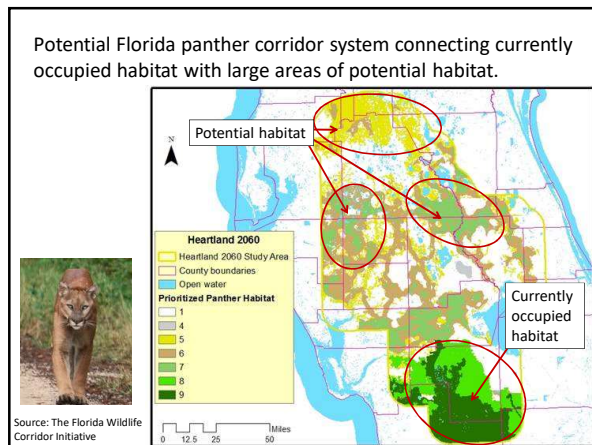 Potential Florida panther corridor system connecting currently
occupied habitat with large areas of potential habitat.
N
Potential habitat
Heartland 2060
Heartland 2060 Study Area
County boundaries
Open water
Prioritized Panther Habitat
1
4
5
6
7
8
9
Currently
occupied
habitat
Source: The Florida Wildlife
Corridor Initiative
Miles
0 12.5 25 50